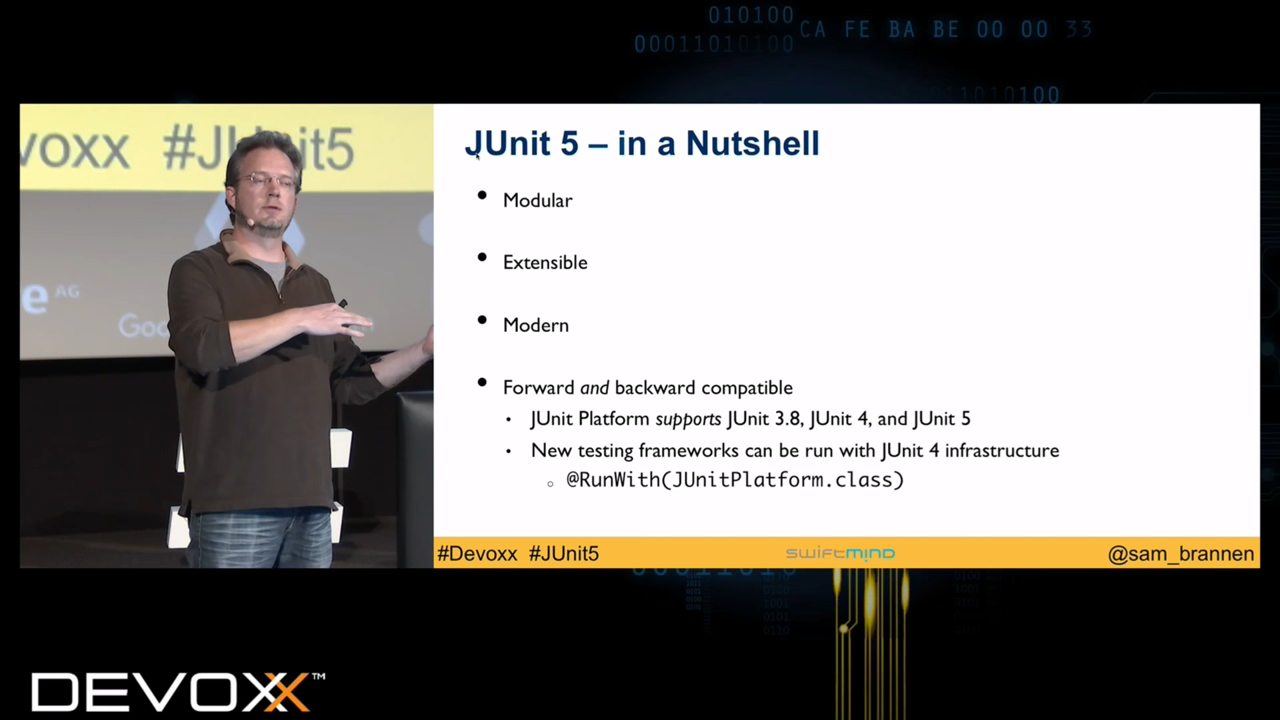 010100
CA FE BA BE 00 00 33
00011010100
1010100
voxx #JUnit5
JUnit 5 – in a Nutshell
• Modular
• Extensible
• Modern
e AG
Goo
• Forward and backward compatible
• JUnit Platform supports JUnit 3.8, JUnit 4, and JUnit 5
• New testing frameworks can be run with JUnit 4 infrastructure
○ @RunWith(JUnitPlatform.class)
#Devoxx #JUnit5
swiftmind
@sam_brannen
DEVOXX™